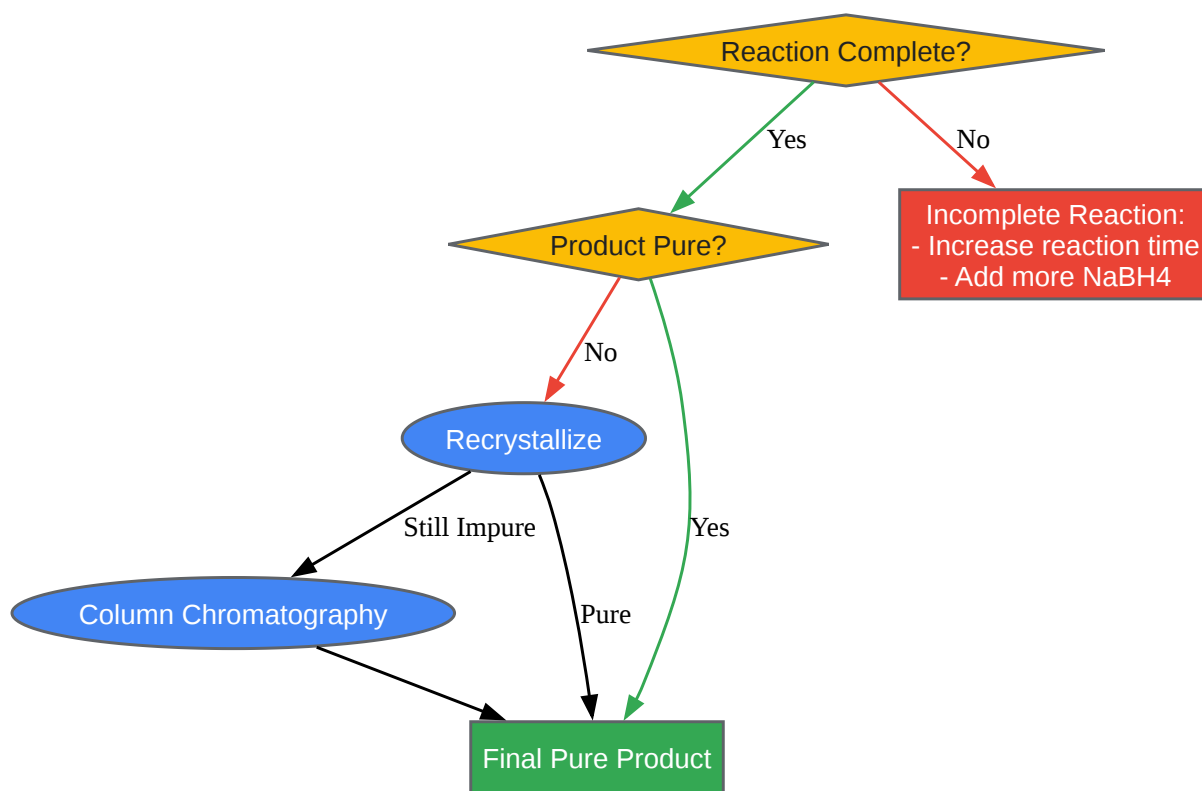 Reaction Complete?
Yes
No
Incomplete Reaction:
- Increase reaction time
- Add more NaBH4
Product Pure?
No
Recrystallize
Still Impure
Yes
Column Chromatography
Pure
Final Pure Product